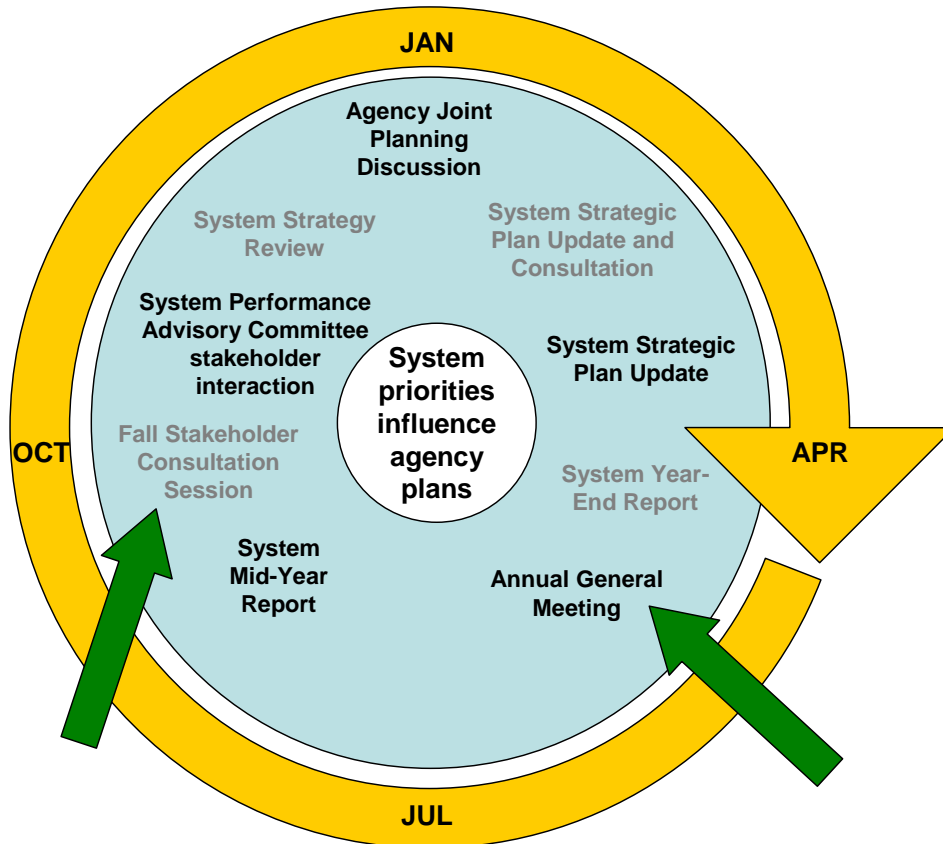 JAN
Agency Joint
Planning
Discussion
System Strategy
Review
System Strategic
Plan Update and
Consultation
System Performance
Advisory Committee
stakeholder
interaction
System
priorities
influence
agency
plans
System Strategic
Plan Update
OCT
Fall Stakeholder
Consultation
Session
APR
System Year-
End Report
System
Mid-Year
Report
Annual General
Meeting
JUL